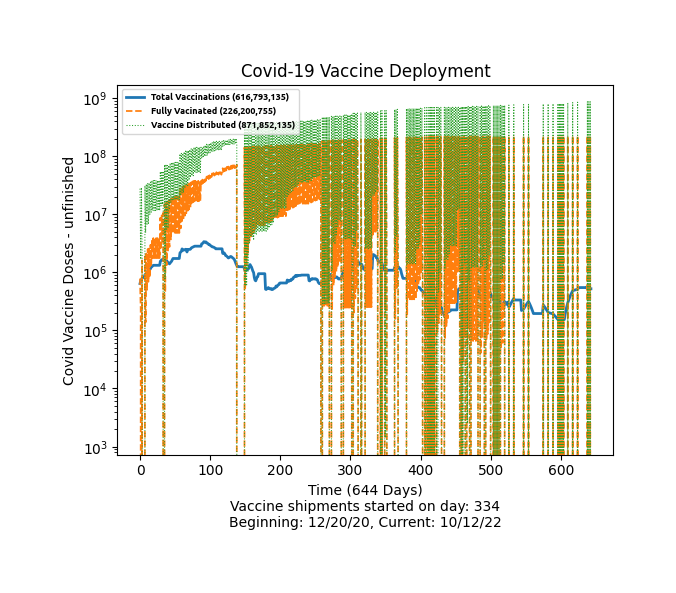 Covid-19 Vaccine Deployment
Total Vaccinations (616,793,135)
Fully Vacinated (226,200,755)
Vaccine Distributed (871,852,135)
Covid Vaccine Doses - unfinished
10⁹
10⁸
10⁷
10⁶
10⁵
10⁴
10³
0 100 200 300 400 500 600
Time (644 Days)
Vaccine shipments started on day: 334
Beginning: 12/20/20, Current: 10/12/22